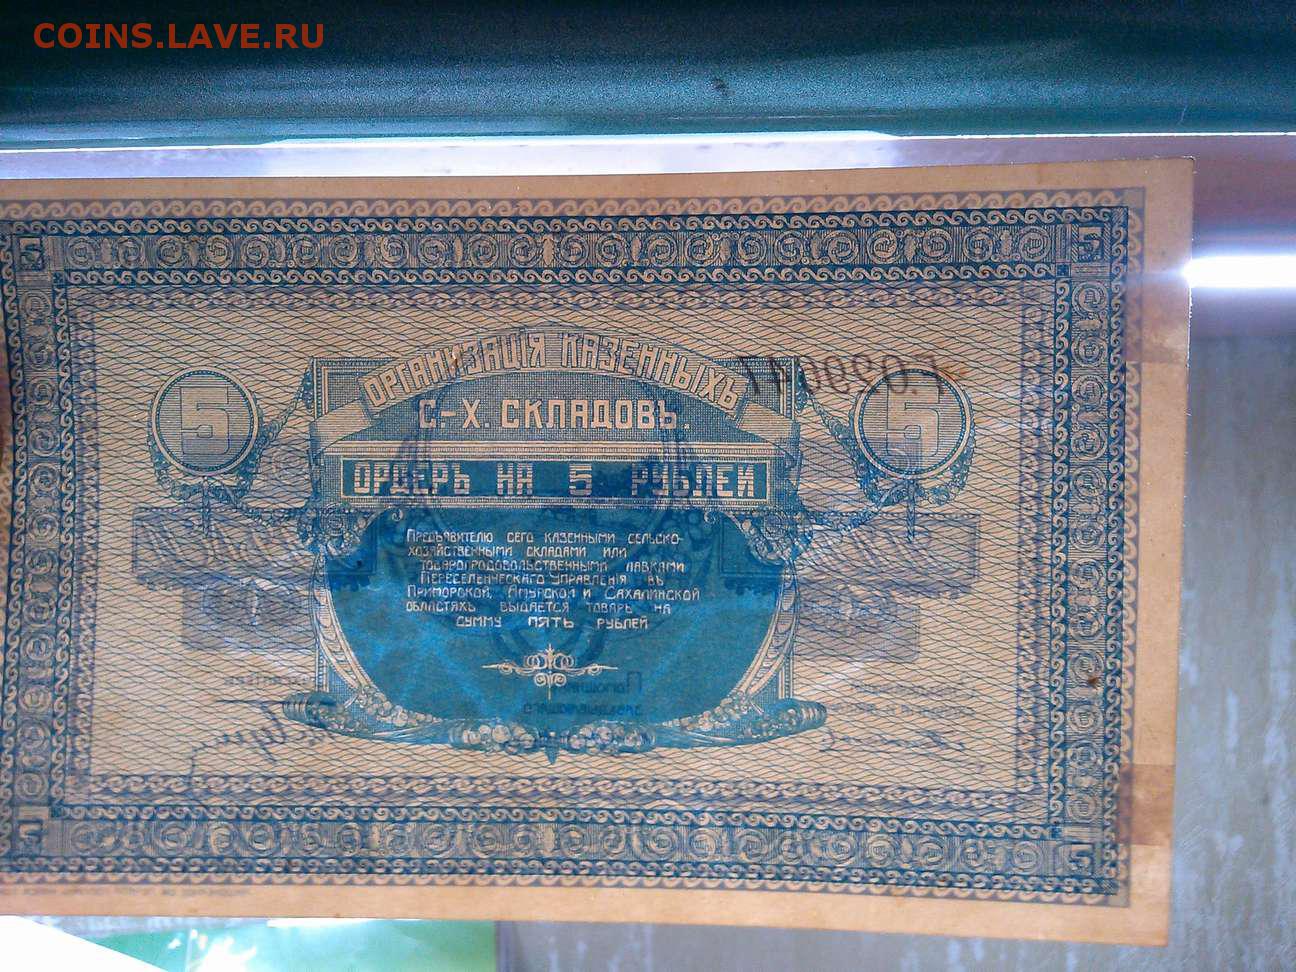 COINS.LAVE.RU
5 5
ОРГАНИЗАЦІЯ КАЗЕННЫХЪ
С.-Х. СКЛАДОВЪ.
5 5
ОРДЕРЪ НА 5 РУБЛЕЙ
ПРЕДЪЯВИТЕЛЮ СЕГО КАЗЕННЫМИ СЕЛЬСКО-
ХОЗЯЙСТВЕННЫМИ СКЛАДАМИ ИЛИ
ТОВАРОПРОДОВОЛЬСТВЕННЫМИ ЛАВКАМИ
ПЕРЕСЕЛЕНЧЕСКАГО УПРАВЛЕНІЯ ВЪ
ПРИМОРСКОЙ, АМУРСКОЙ И САХАЛИНСКОЙ
ОБЛАСТЯХЪ ВЫДАЕТСЯ ТОВАРЪ НА
СУММУ ПЯТЬ РУБЛЕЙ
5 5